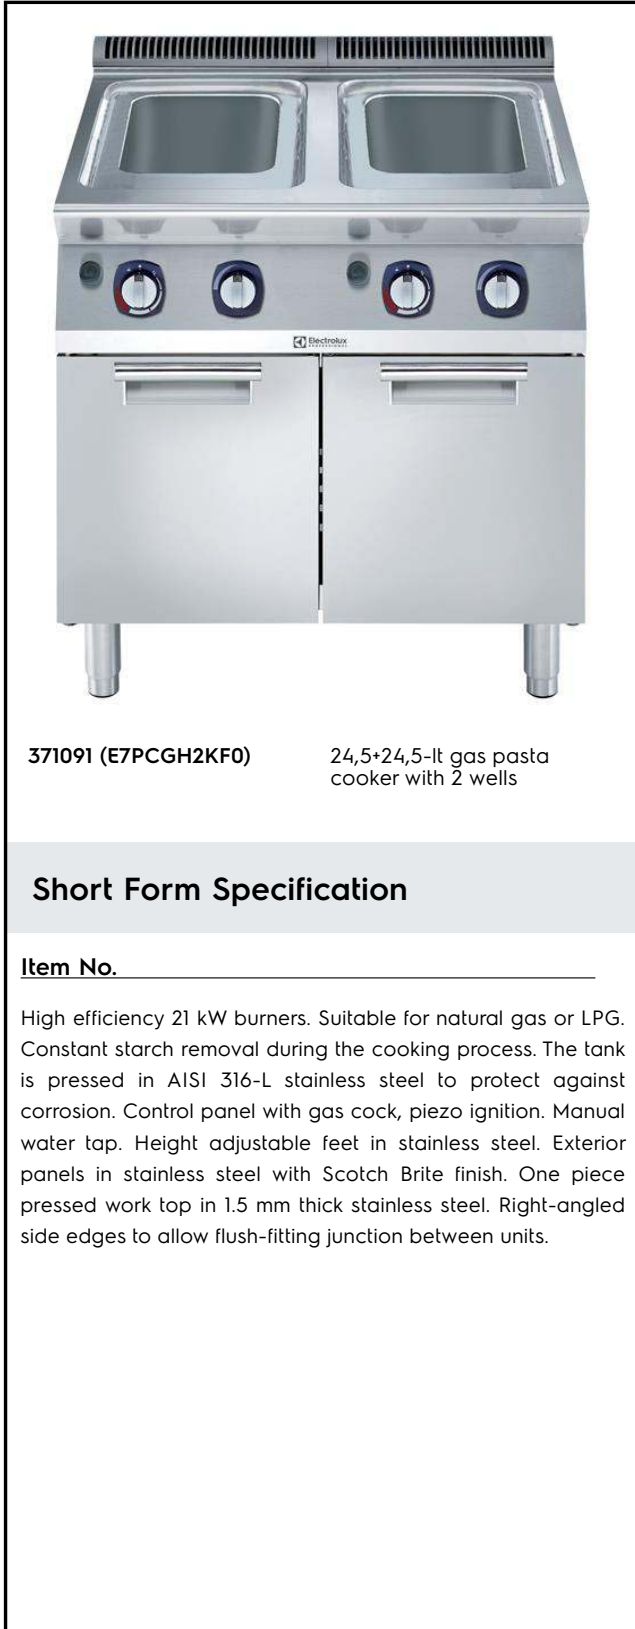 Electrolux
PROFESSIONAL
371091 (E7PCGH2KF0)
24,5+24,5-lt gas pasta
cooker with 2 wells
Short Form Specification
Item No.
High efficiency 21 kW burners. Suitable for natural gas or LPG.
Constant starch removal during the cooking process. The tank
is pressed in AISI 316-L stainless steel to protect against
corrosion. Control panel with gas cock, piezo ignition. Manual
water tap. Height adjustable feet in stainless steel. Exterior
panels in stainless steel with Scotch Brite finish. One piece
pressed work top in 1.5 mm thick stainless steel. Right-angled
side edges to allow flush-fitting junction between units.